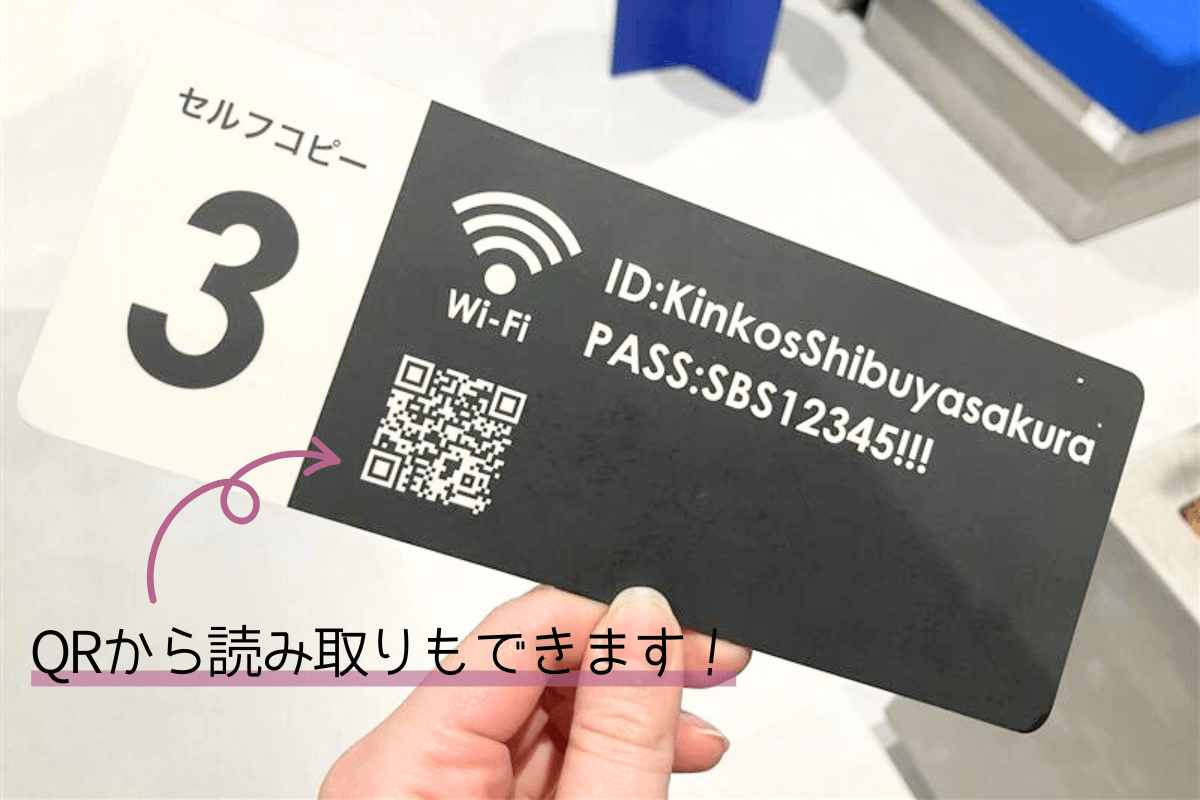 セルフコピー
3
Wi-Fi
ID:KinkosShibuyasakura
PASS:SBS12345!!!
QRから読み取りもできます！